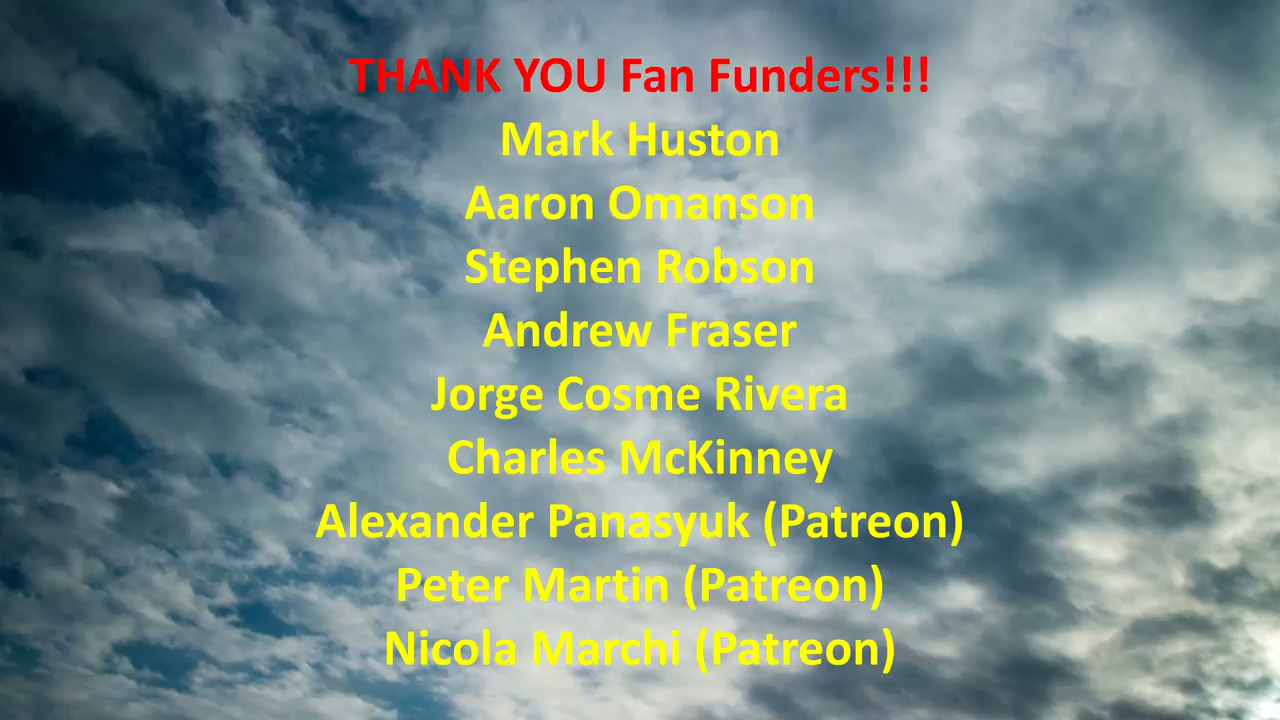 THANK YOU Fan Funders!!!
Mark Huston
Aaron Omanson
Stephen Robson
Andrew Fraser
Jorge Cosme Rivera
Charles McKinney
Alexander Panasyuk (Patreon)
Peter Martin (Patreon)
Nicola Marchi (Patreon)